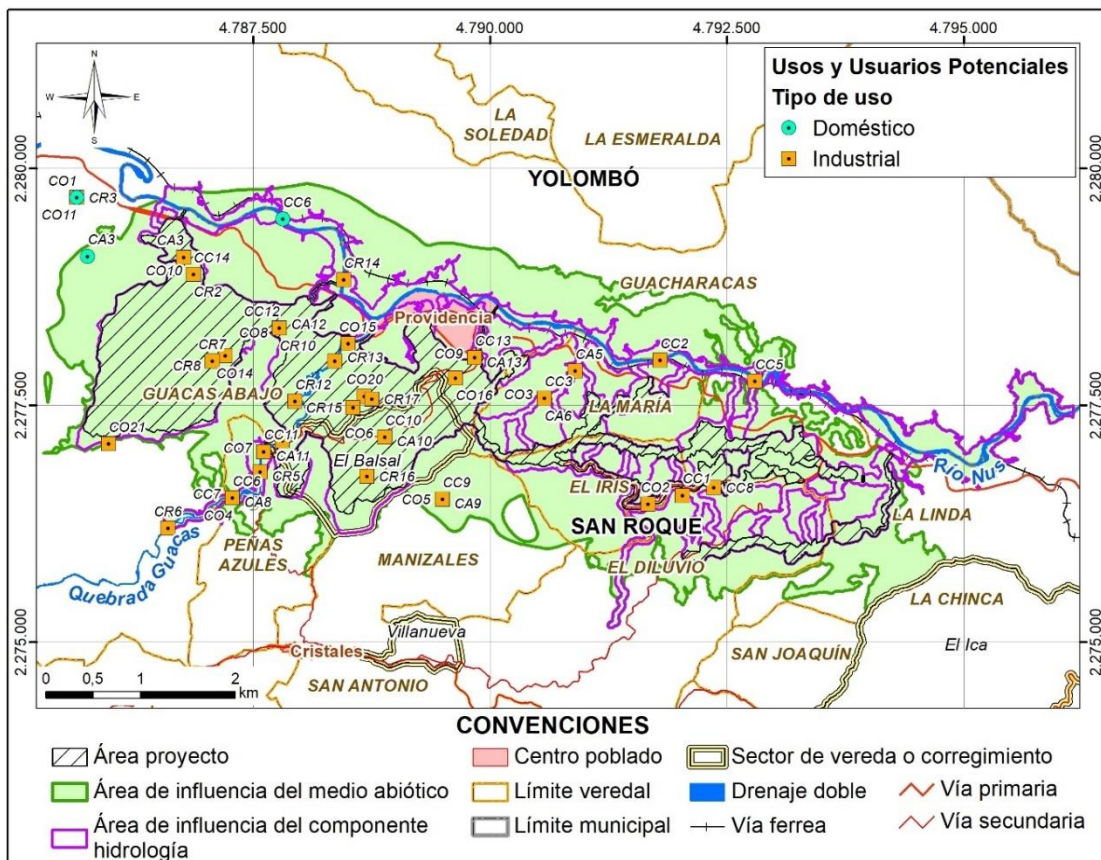 4.787.500
4.790.000
4.792.500
4.795.000
N
W
E
S
Usos y Usuarios Potenciales
Tipo de uso
Doméstico
Industrial
LA
SOLEDAD
LA ESMERALDA
YOLOMBÓ
2.280.000
2.280.000
CO1
CR3
CO11
CC6
CA3
CA3
CC14
CO10
CR2
CR14
GUACHARACAS
Providencia
CC12
CO8
CA12
CR10
CO15
CR7
CR8
CO14
CR13
CO9
CC13
CA13
CA5
CC2
CC5
GUACAS ABAJO
CR12
CO20
CR15
CR17
CO16
CC3
CO3
CA6
LA MARÍA
2.277.500
2.277.500
CO21
CC11
CO7
CA11
CO6
CC10
CA10
El Balsal
CC6
CR5
CR16
CC7
CA8
CO4
CR6
CC9
CO5
CA9
EL IRIS
CC1
CO2
CC8
Río Nus
SAN ROQUE
LA LINDA
PEÑAS
AZULES
MANIZALES
EL DILUVIO
Quebrada Guacas
LA CHINCA
2.275.000
2.275.000
Villanueva
Cristales
SAN ANTONIO
SAN JOAQUÍN
El Ica
0 0,5 1 2
km
CONVENCIONES
Área proyecto
Centro poblado
Sector de vereda o corregimiento
Área de influencia del medio abiótico
Límite veredal
Drenaje doble
Vía primaria
Área de influencia del componente
hidrología
Límite municipal
Vía ferrea
Vía secundaria